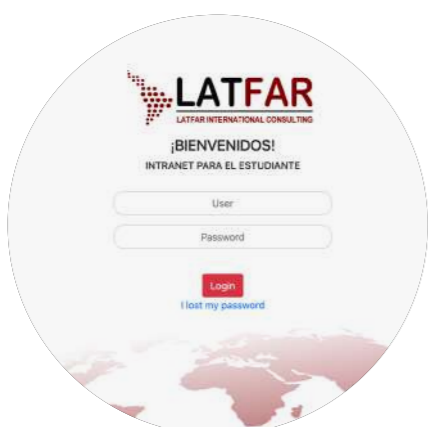 LATFAR
LATFAR INTERNATIONAL CONSULTING
¡BIENVENIDOS!
INTRANET PARA EL ESTUDIANTE
User
Password
Login
I lost my password